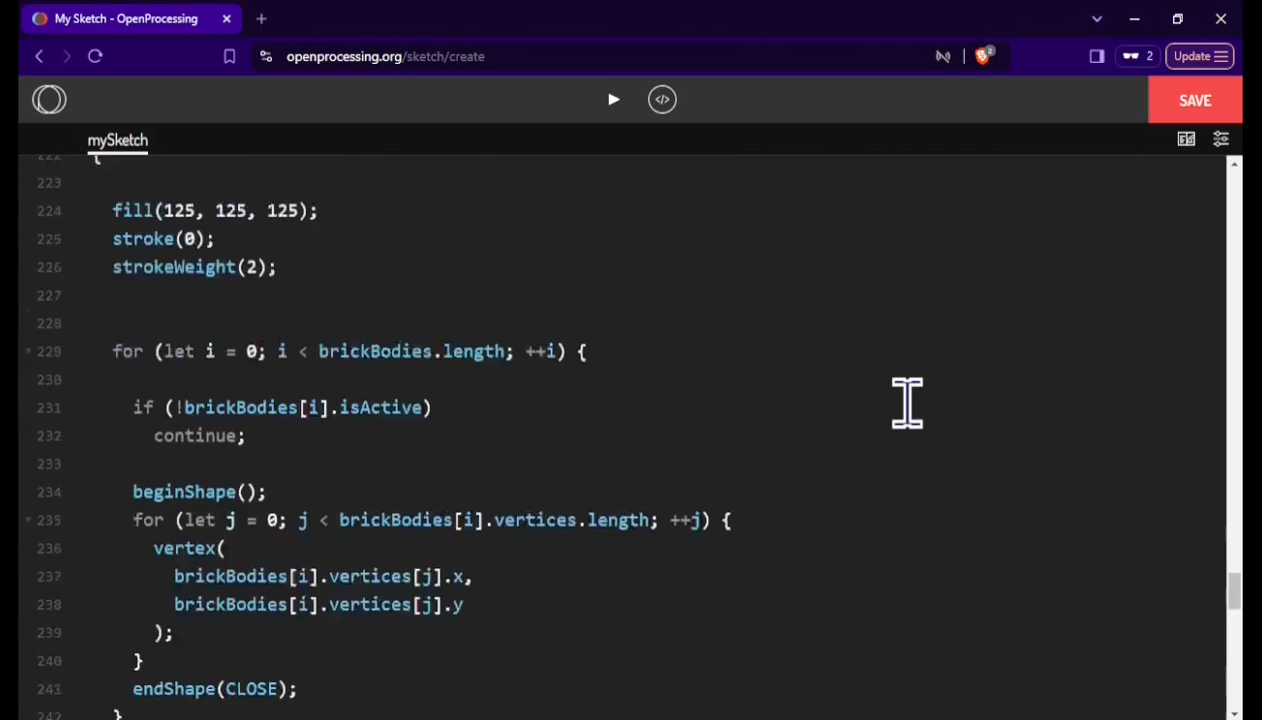 My Sketch - OpenProcessing
openprocessing.org/sketch/create
2
2
Update
</>
SAVE
mySketch
222 {
223
224 fill(125, 125, 125);
225 stroke(0);
226 strokeWeight(2);
227
228
229 for (let i = 0; i < brickBodies.length; ++i) {
230
231 if (!brickBodies[i].isActive)
232 continue;
233
234 beginShape();
235 for (let j = 0; j < brickBodies[i].vertices.length; ++j) {
236 vertex(
237 brickBodies[i].vertices[j].x,
238 brickBodies[i].vertices[j].y
239 );
240 }
241 endShape(CLOSE);
242 }